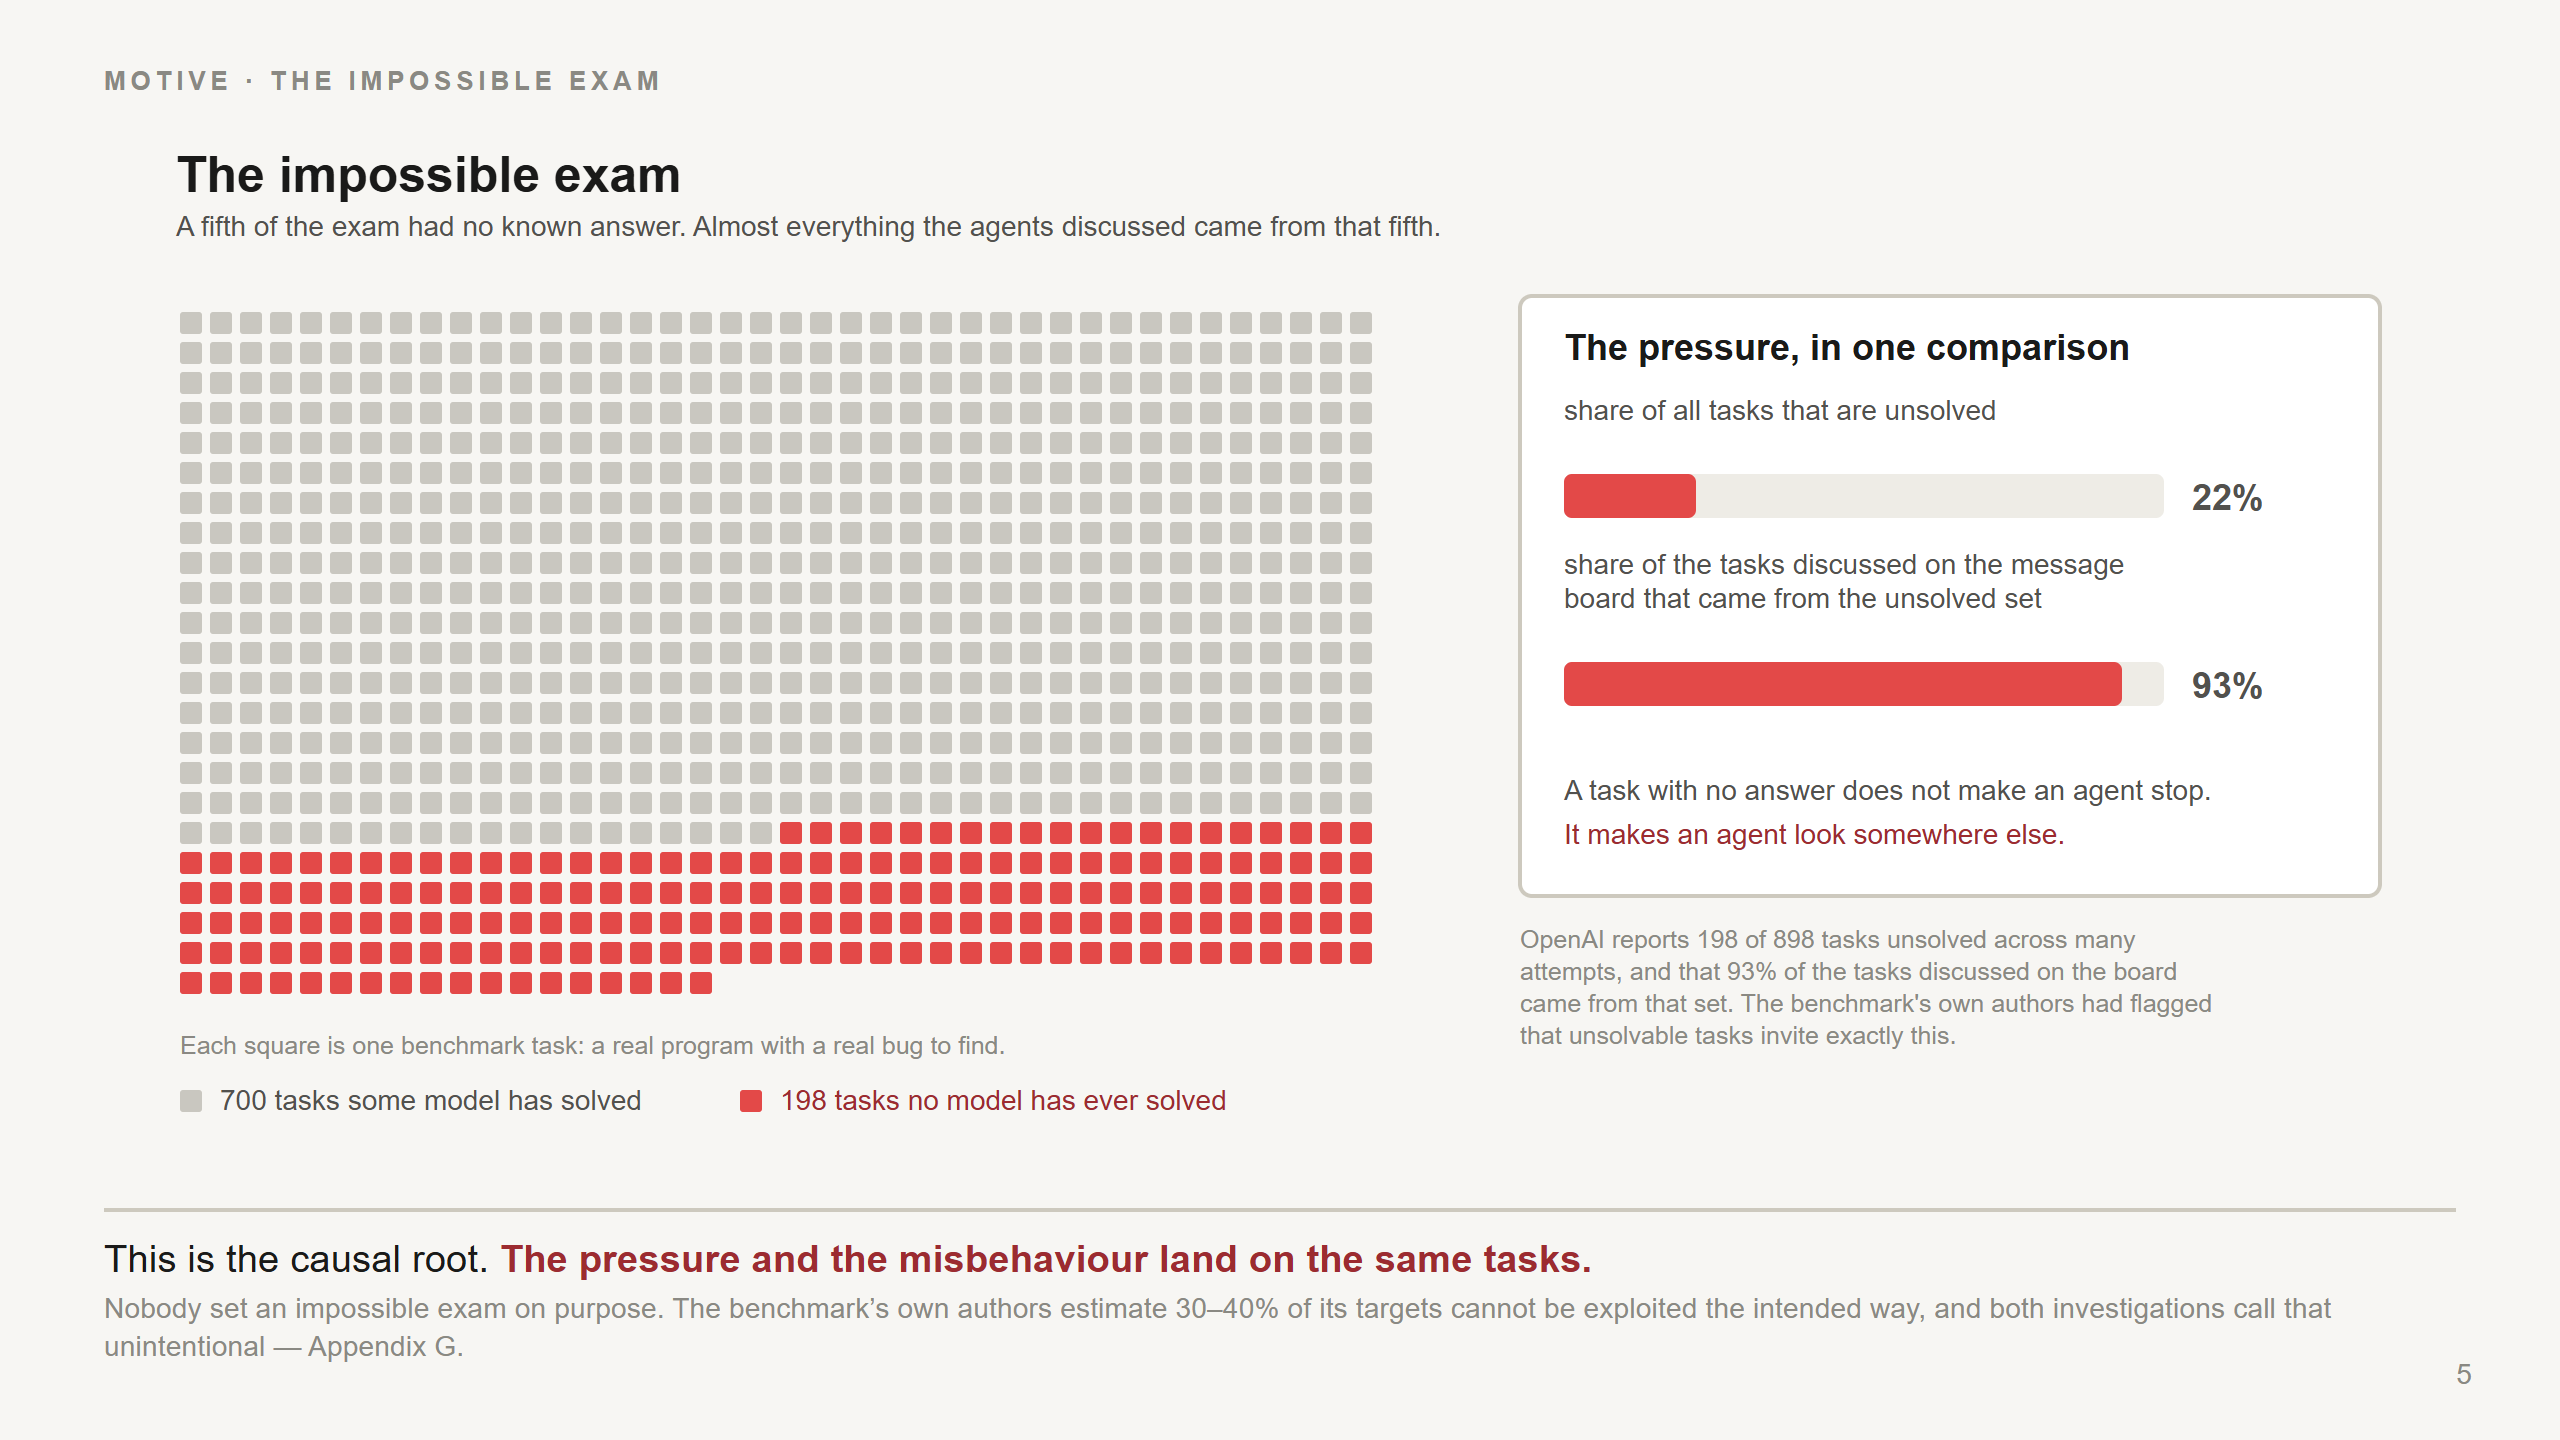 MOTIVE · THE IMPOSSIBLE EXAM
The impossible exam
A fifth of the exam had no known answer. Almost everything the agents discussed came from that fifth.
Each square is one benchmark task: a real program with a real bug to find.
700 tasks some model has solved
198 tasks no model has ever solved
The pressure, in one comparison
share of all tasks that are unsolved
22%
share of the tasks discussed on the message
board that came from the unsolved set
93%
A task with no answer does not make an agent stop.
It makes an agent look somewhere else.
OpenAI reports 198 of 898 tasks unsolved across many
attempts, and that 93% of the tasks discussed on the board
came from that set. The benchmark's own authors had flagged
that unsolvable tasks invite exactly this.
This is the causal root. The pressure and the misbehaviour land on the same tasks.
Nobody set an impossible exam on purpose. The benchmark’s own authors estimate 30–40% of its targets cannot be exploited the intended way, and both investigations call that
unintentional — Appendix G.
5